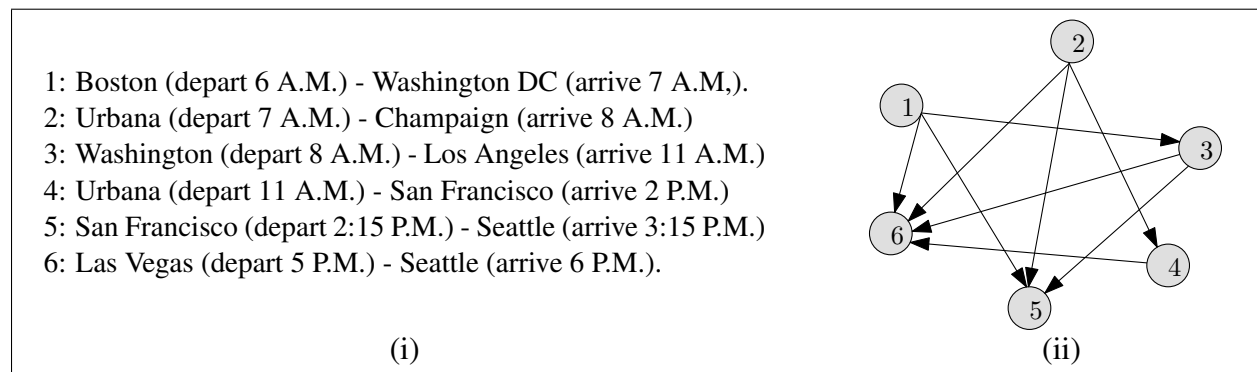 1: Boston (depart 6 A.M.) - Washington DC (arrive 7 A.M,).
2: Urbana (depart 7 A.M.) - Champaign (arrive 8 A.M.)
3: Washington (depart 8 A.M.) - Los Angeles (arrive 11 A.M.)
4: Urbana (depart 11 A.M.) - San Francisco (arrive 2 P.M.)
5: San Francisco (depart 2:15 P.M.) - Seattle (arrive 3:15 P.M.)
6: Las Vegas (depart 5 P.M.) - Seattle (arrive 6 P.M.).
(i)
2
1
3
6
4
5
(ii)